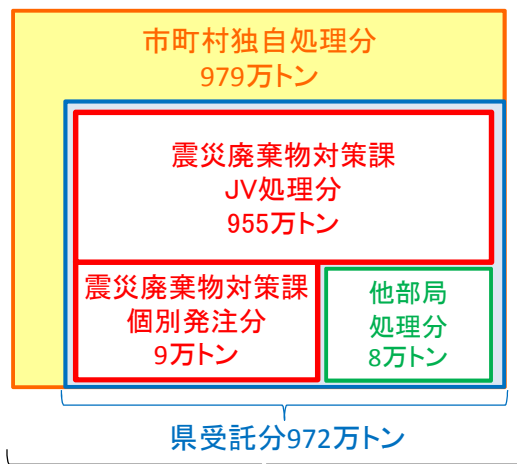 市町村独自処理分
979万トン
震災廃棄物対策課
JV処理分
955万トン
震災廃棄物対策課
個別発注分
9万トン
他部局
処理分
8万トン
県受託分972万トン